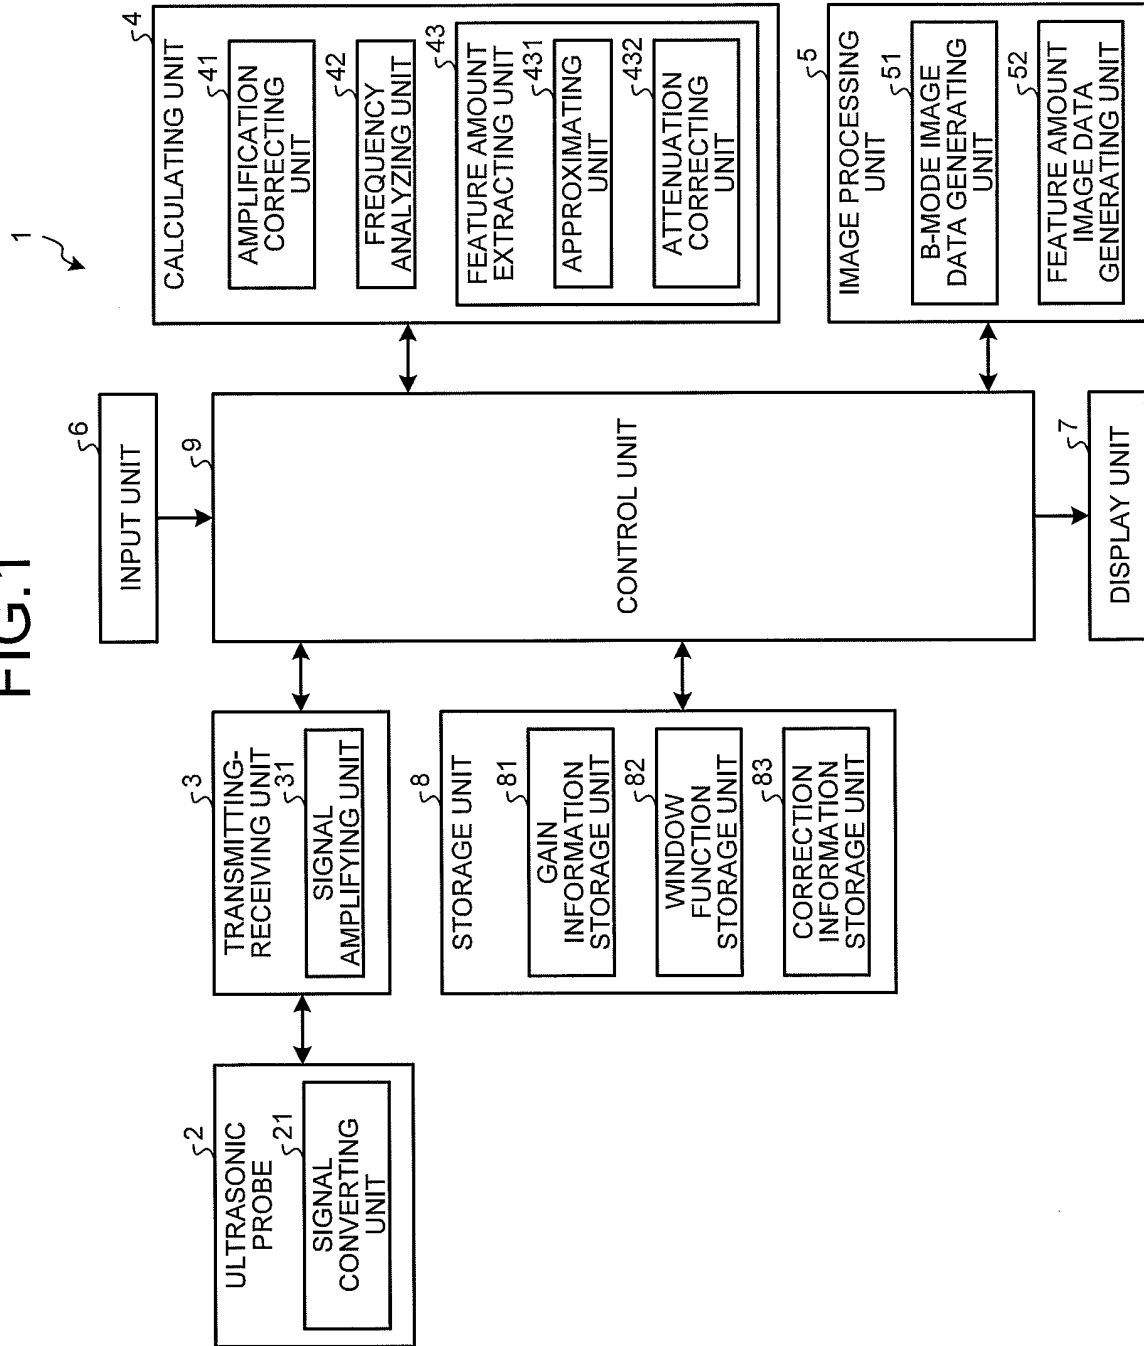 FIG.1
1
ULTRASONIC
PROBE
2
SIGNAL
CONVERTING
UNIT
21
TRANSMITTING-
RECEIVING UNIT
3
SIGNAL
AMPLIFYING UNIT
31
STORAGE UNIT
8
GAIN
INFORMATION
STORAGE UNIT
81
WINDOW
FUNCTION
STORAGE UNIT
82
CORRECTION
INFORMATION
STORAGE UNIT
83
INPUT UNIT
6
CONTROL UNIT
9
DISPLAY UNIT
7
CALCULATING UNIT
4
AMPLIFICATION
CORRECTING
UNIT
41
FREQUENCY
ANALYZING UNIT
42
FEATURE AMOUNT
EXTRACTING UNIT
43
APPROXIMATING
UNIT
431
ATTENUATION
CORRECTING
UNIT
432
IMAGE PROCESSING
UNIT
5
B-MODE IMAGE
DATA GENERATING
UNIT
51
FEATURE AMOUNT
IMAGE DATA
GENERATING UNIT
52